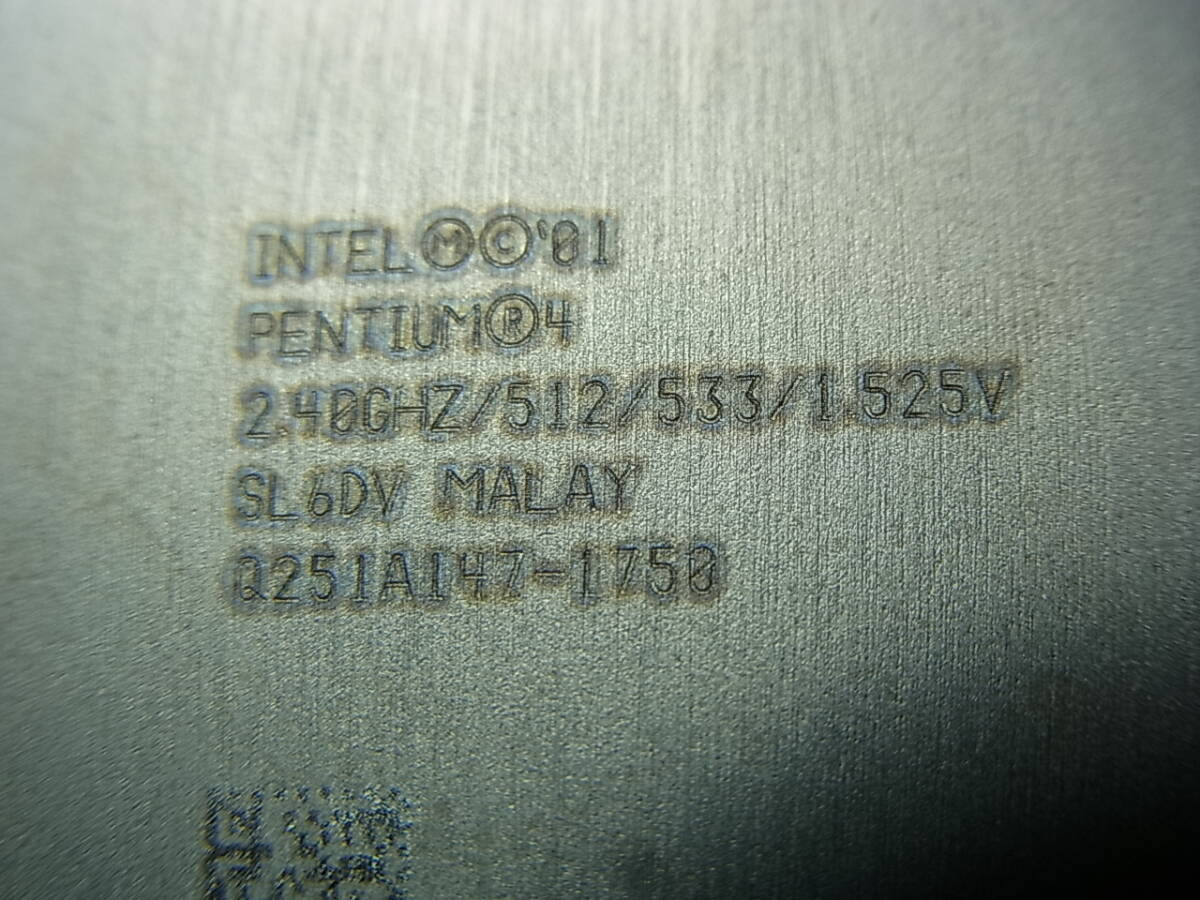 INTEL Ⓜ©'01
PENTIUM®4
2.40GHZ/512/533/1.525V
SL6DV MALAY
Q251A147-1750